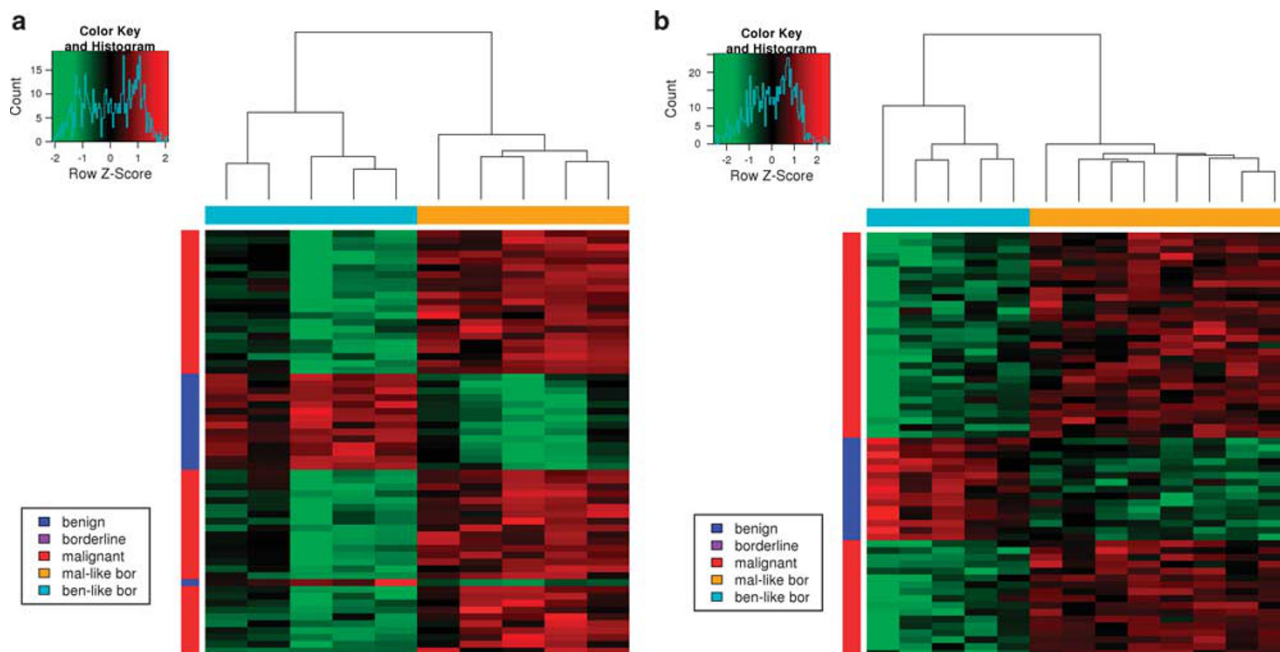 a
Color Key
and Histogram
Count
15
10
5
0
-2 -1 0 1 2
Row Z-Score
benign
borderline
malignant
mal-like bor
ben-like bor
b
Color Key
and Histogram
Count
20
10
5
0
-2 -1 0 1 2
Row Z-Score
benign
borderline
malignant
mal-like bor
ben-like bor